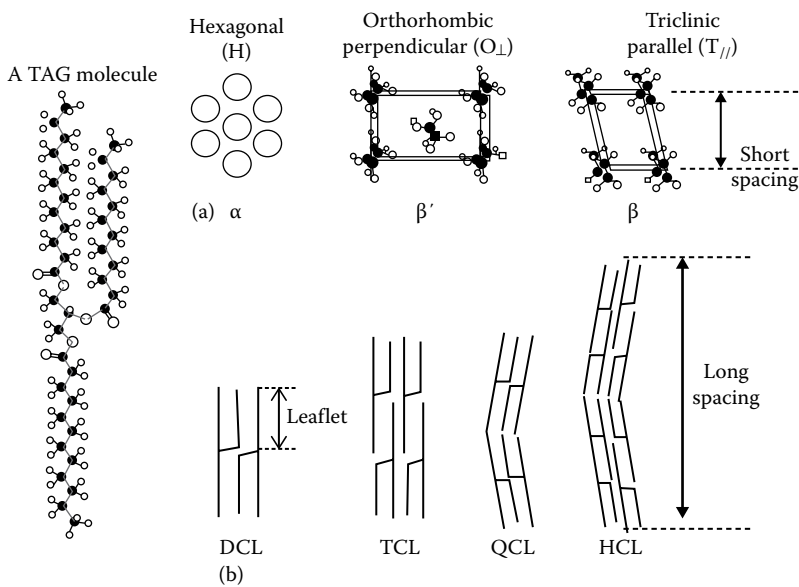 A TAG molecule
Hexagonal
(H)
Orthorhombic
perpendicular (O⊥)
Triclinic
parallel (T//)
Short
spacing
(a) α
β′
β
Leaflet
Long
spacing
DCL
TCL
QCL
HCL
(b)